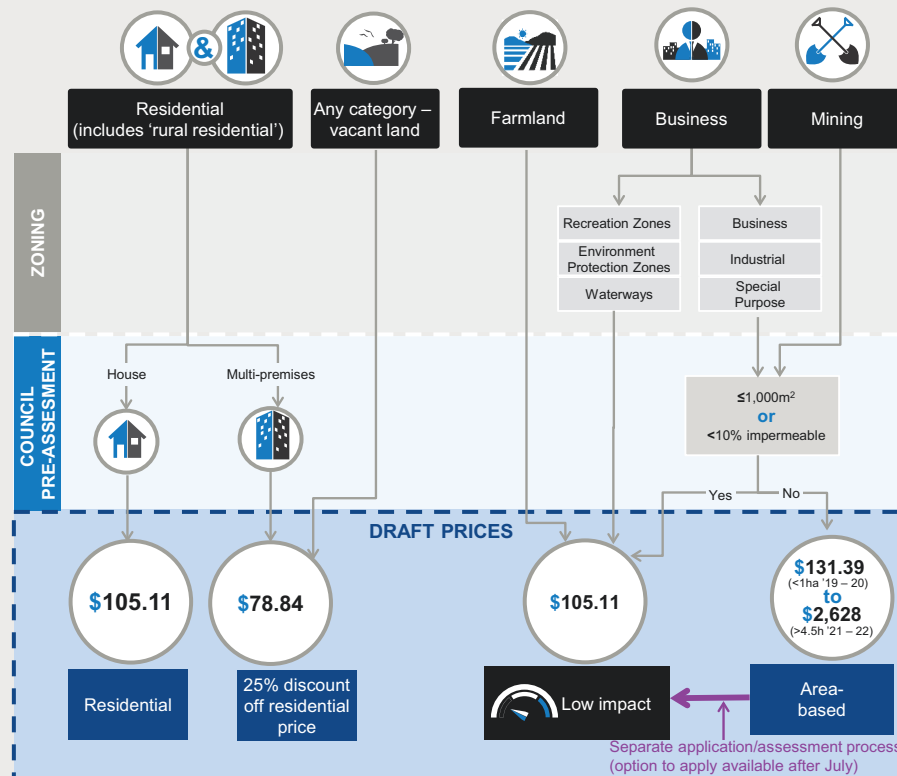 &
Residential
(includes ‘rural residential’)
Any category –
vacant land
Farmland
Business
Mining
ZONING
Recreation Zones
Environment
Protection Zones
Waterways
Business
Industrial
Special
Purpose
COUNCIL
PRE-ASSESMENT
House
Multi-premises
≤1,000m²
or
<10% impermeable
Yes
No
DRAFT PRICES
$105.11
$78.84
$105.11
$131.39
(<1ha '19 – 20)
to
$2,628
(>4.5h '21 – 22)
Residential
25% discount
off residential
price
Low impact
Area-
based
Separate application/assessment process
(option to apply available after July)